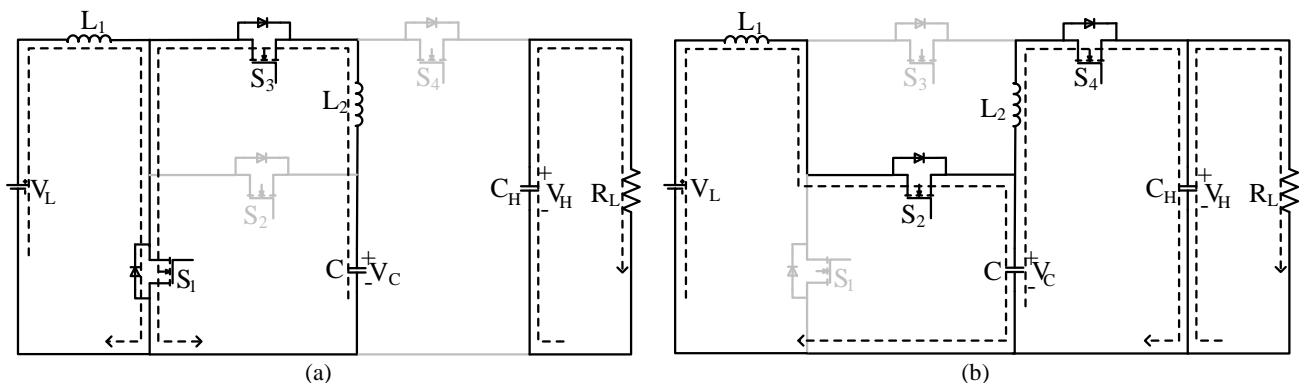 L1
S3
S4
L2
VL
S2
CH
+
VH
-
RL
S1
C
+
VC
-
(a)
L1
S3
S4
L2
VL
S2
CH
+
VH
-
RL
S1
C
+
VC
-
(b)